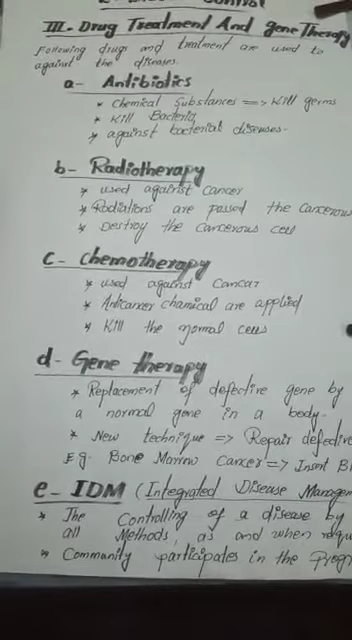 III - Drug Treatment And Gene Therapy
Following drugs and treatment are used to
against the diseases.
a- Antibiotics
* Chemical Substances => Kill germs
* Kill Bacteria
* against bacterial diseases.
b- Radiotherapy
* used against cancer
* Radiations are passed the cancerous
* Destroy the cancerous cell
c- Chemotherapy
* used against cancar
* Anticancer chamical are applied
* Kill the normal cells
d- Gene therapy
* Replacement of defective gene by
a normal gene in a body.
* New technique => Repair defective
Eg. Bone Marrow Cancer => Insert
e- IDM (Integrated Disease
* The Controlling of a disease by
all Methods, as and when
* Community participates in the